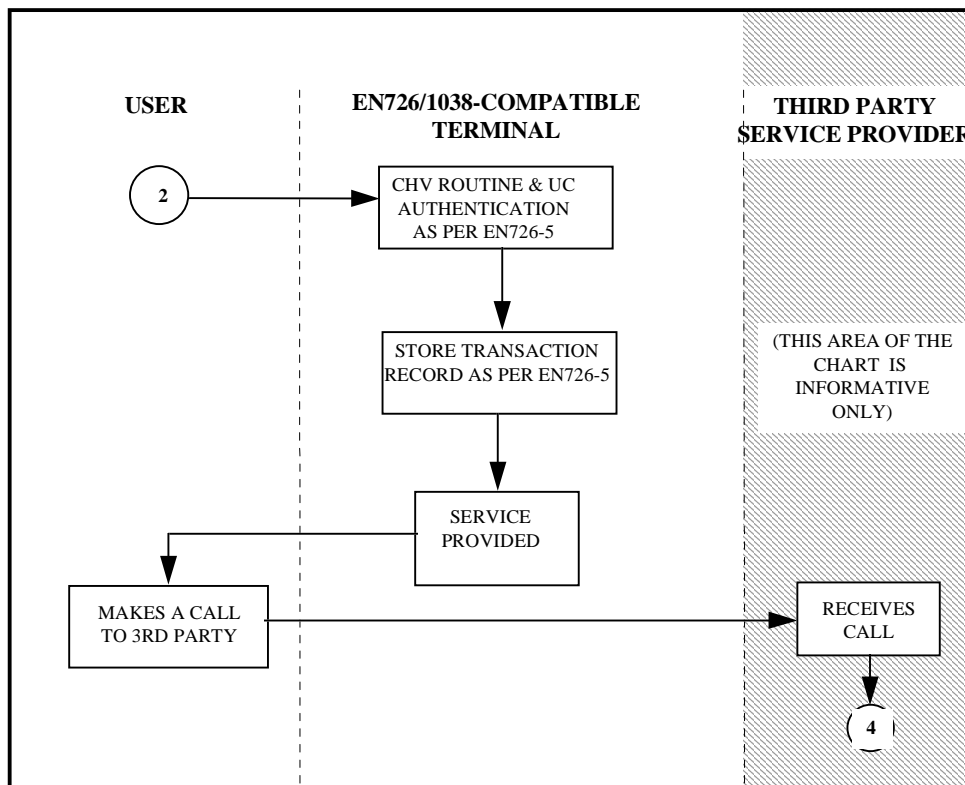 USER
EN726/1038-COMPATIBLE
TERMINAL
THIRD PARTY
SERVICE PROVIDER
2
CHV ROUTINE & UC
AUTHENTICATION
AS PER EN726-5
STORE TRANSACTION
RECORD AS PER EN726-5
(THIS AREA OF THE
CHART IS
INFORMATIVE
ONLY)
SERVICE
PROVIDED
MAKES A CALL
TO 3RD PARTY
RECEIVES
CALL
4